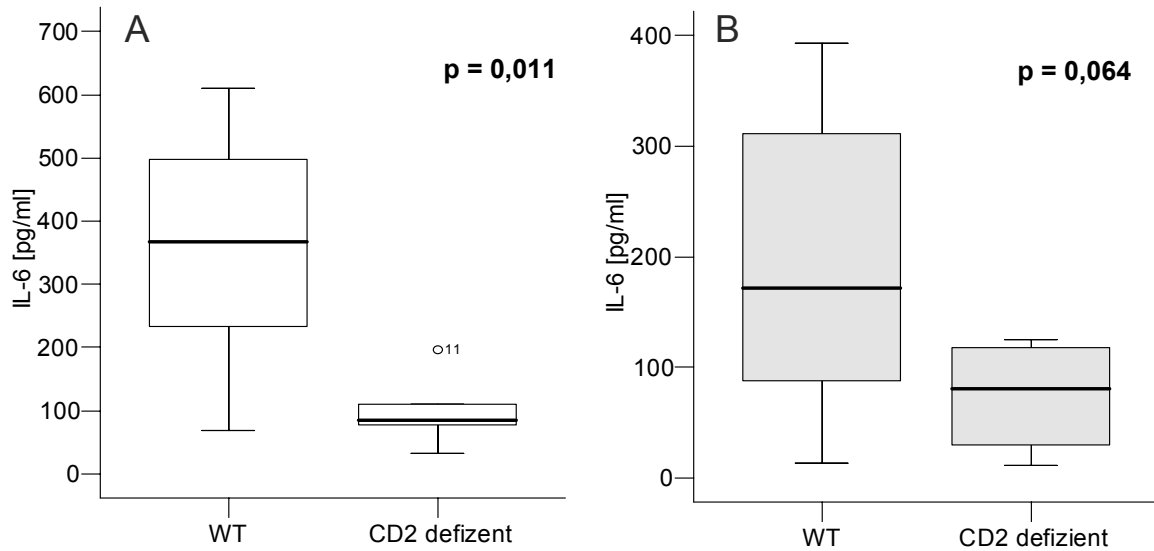 A
p = 0,011
IL-6 [pg/ml]
700
600
500
400
300
200
100
0
11
WT
CD2 defizent
B
p = 0,064
IL-6 [pg/ml]
400
300
200
100
0
WT
CD2 defizient